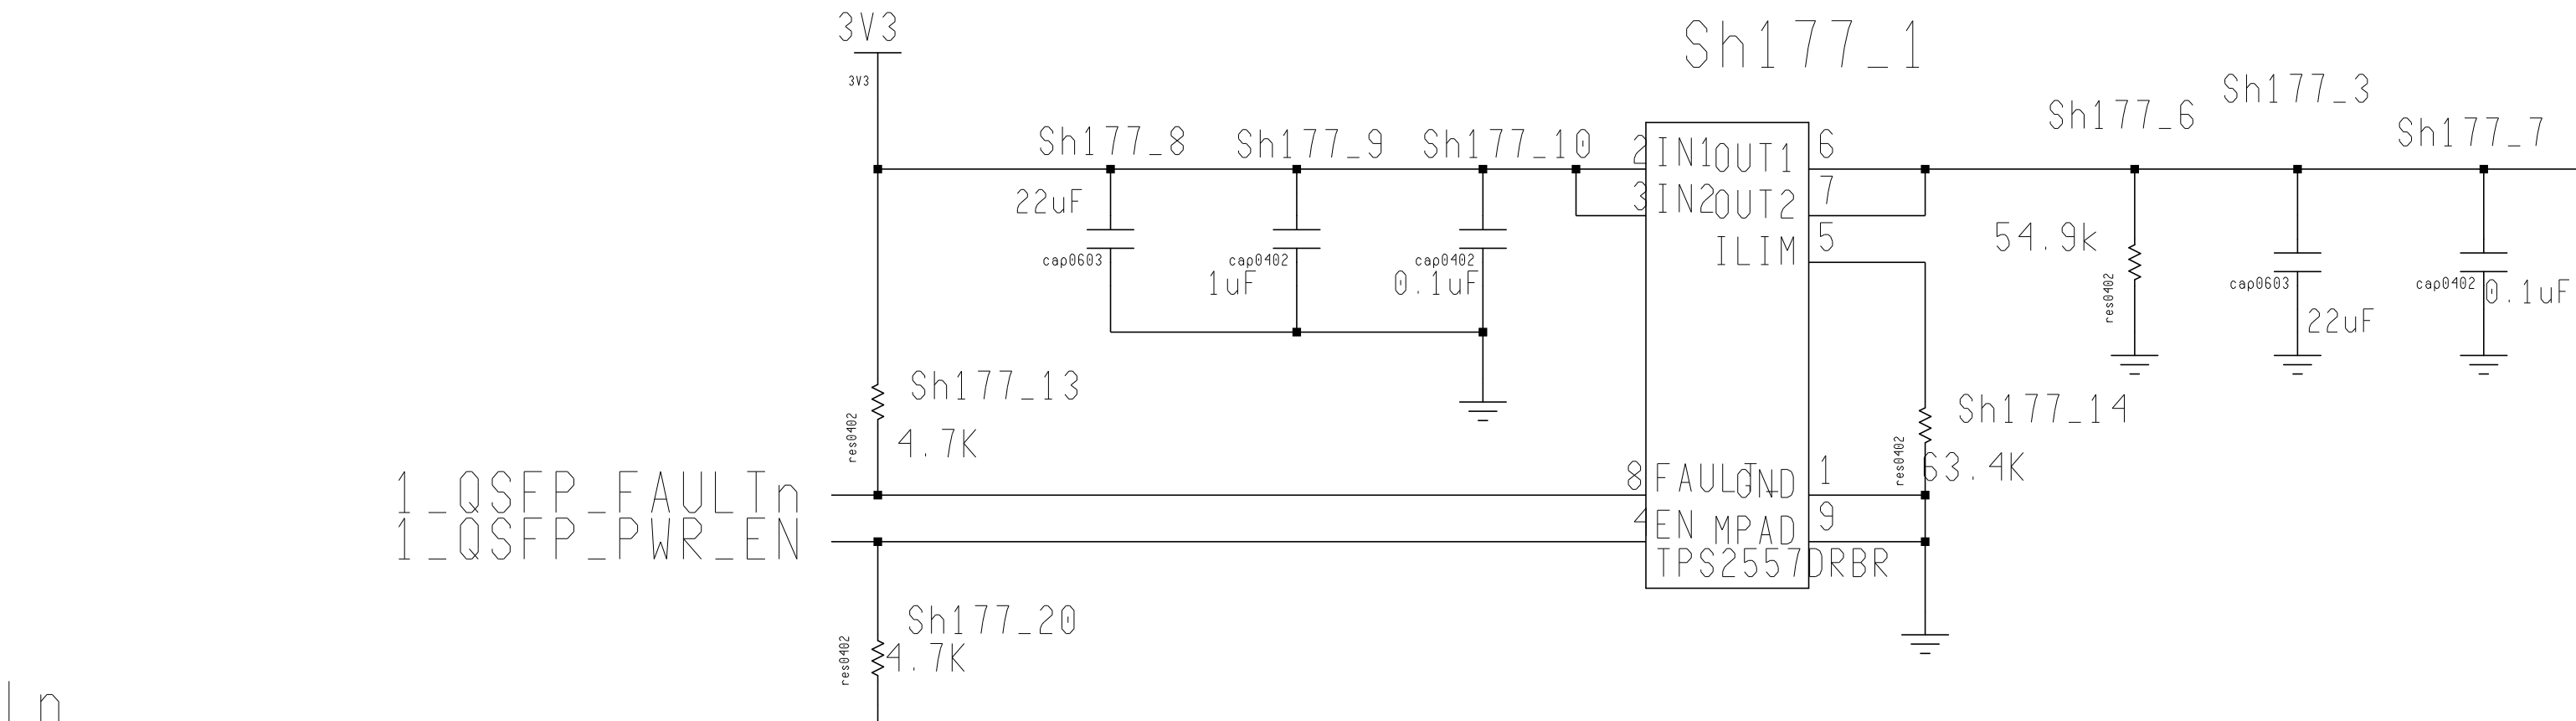 3V3
3V3
Sh177_1
Sh177_8
Sh177_9
Sh177_10
Sh177_6
Sh177_3
Sh177_7
2 IN1 OUT1 6
3 IN2 OUT2 7
ILIM 5
22uF
cap0603
1uF
cap0402
0.1uF
cap0402
54.9k
res0402
cap0603
22uF
cap0402
0.1uF
Sh177_13
res0402
4.7K
Sh177_14
res0402
63.4K
1_QSFP_FAULTn
8 FAULT_ GND 1
1_QSFP_PWR_EN
4 EN MPAD 9
TPS2557DRBR
Sh177_20
res0402
4.7K